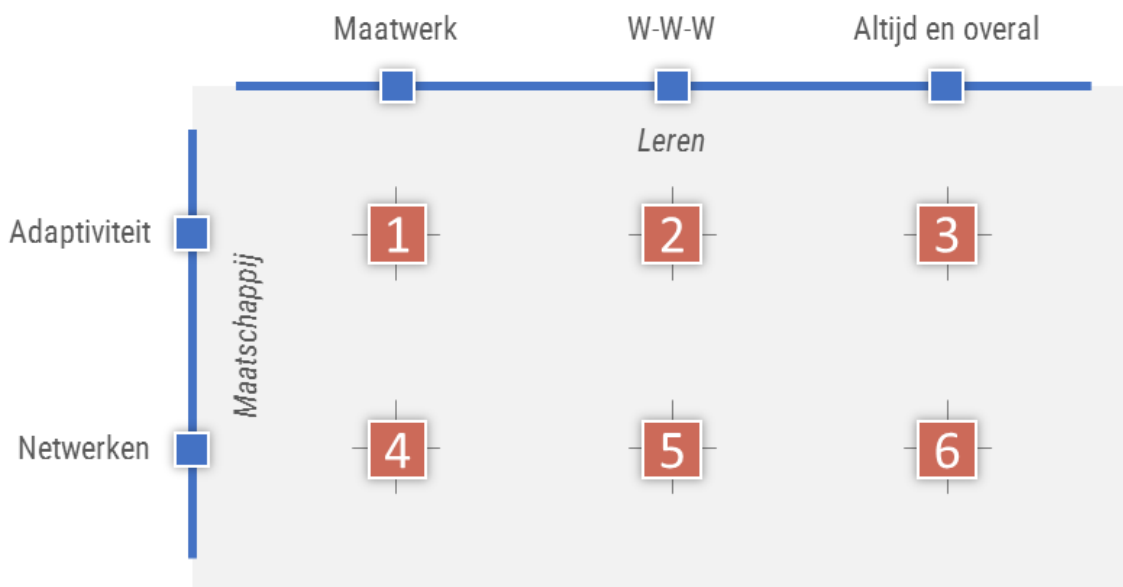 Maatwerk W-W-W Altijd en overal
Leren
Adaptiviteit 1 2 3
Maatschappij
Netwerken 4 5 6